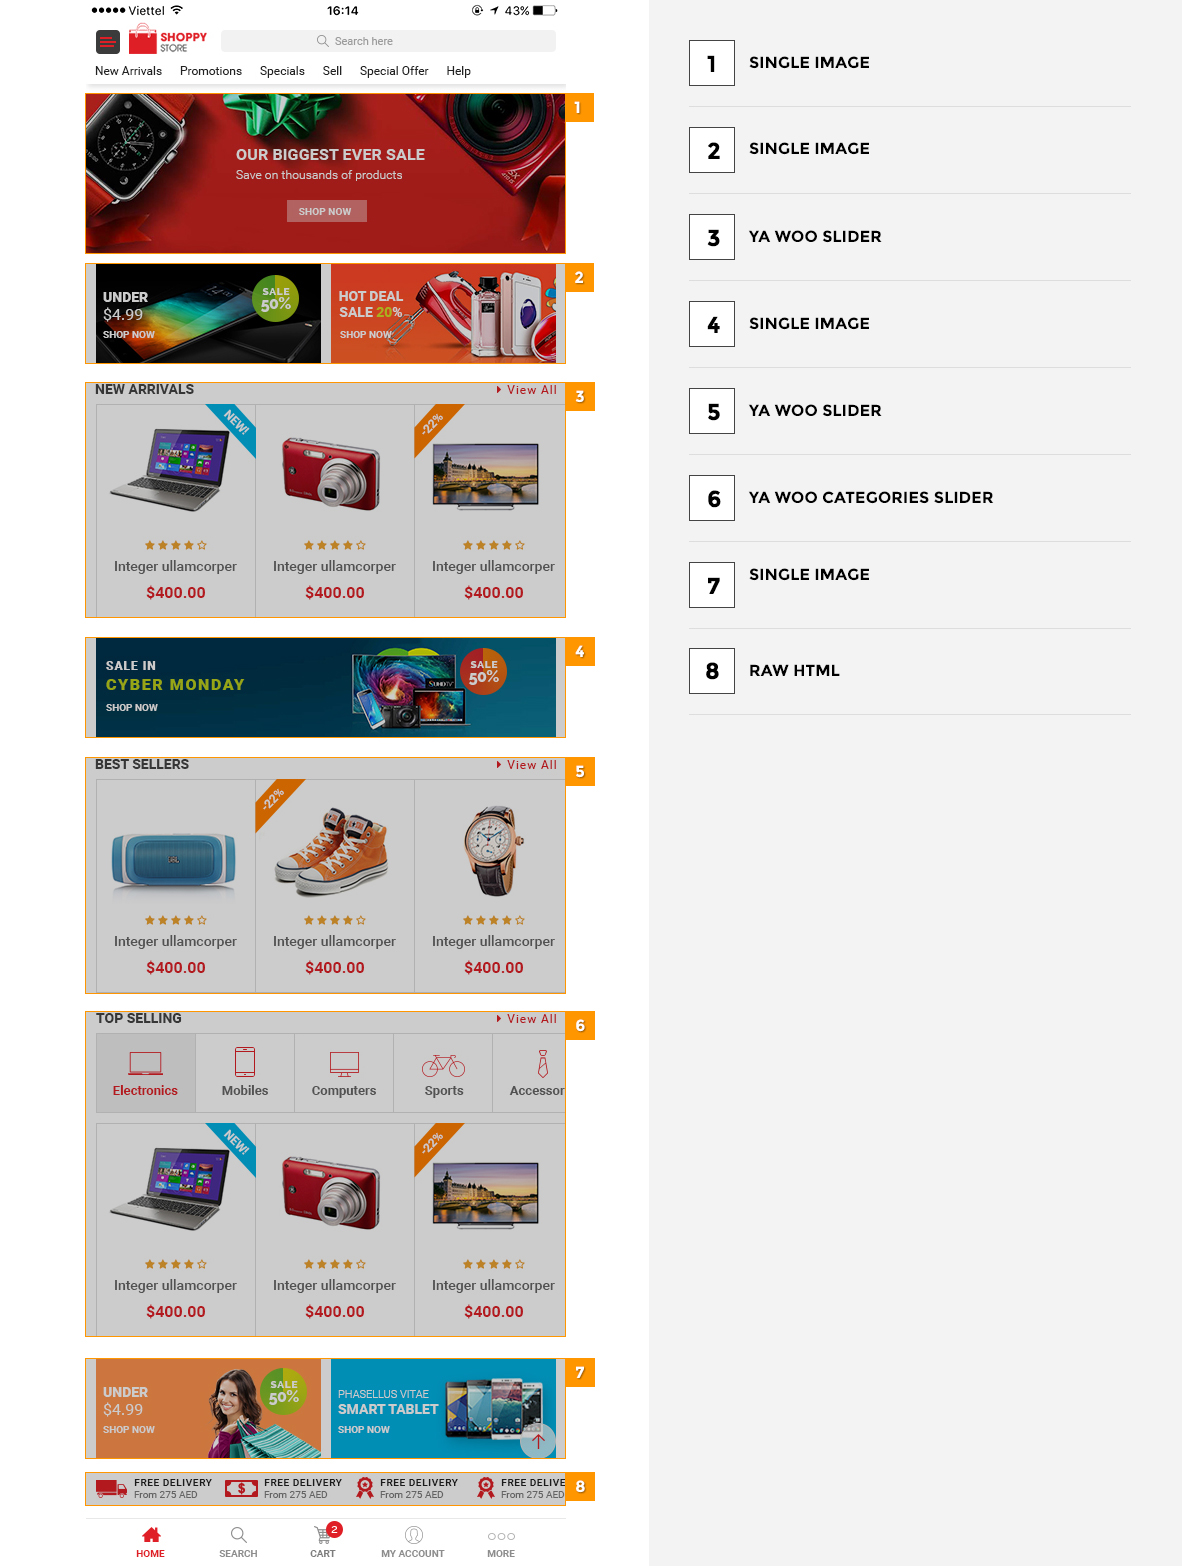 Viettel
16:14
43%
SHOPPY
STORE
Search here
New Arrivals Promotions Specials Sell Special Offer Help
1
OUR BIGGEST EVER SALE
Save on thousands of products
SHOP NOW
2
UNDER
$4.99
SHOP NOW
SALE
50%
HOT DEAL
SALE 20%
SHOP NOW
3
NEW ARRIVALS
View All
NEW!
-22%
Integer ullamcorper
$400.00
Integer ullamcorper
$400.00
Integer ullamcorper
$400.00
4
SALE IN
CYBER MONDAY
SHOP NOW
SUHDTV
SALE
50%
5
BEST SELLERS
View All
-22%
JBL
Integer ullamcorper
$400.00
Integer ullamcorper
$400.00
Integer ullamcorper
$400.00
6
TOP SELLING
View All
Electronics Mobiles Computers Sports Accessor
NEW!
-22%
Integer ullamcorper
$400.00
Integer ullamcorper
$400.00
Integer ullamcorper
$400.00
7
UNDER
$4.99
SHOP NOW
SALE
50%
PHASELLUS VITAE
SMART TABLET
SHOP NOW
8
FREE DELIVERY
From 275 AED
$
FREE DELIVERY
From 275 AED
FREE DELIVERY
From 275 AED
FREE DELIVE
From 275 AED
HOME
SEARCH
2
CART
MY ACCOUNT
MORE
1 SINGLE IMAGE
2 SINGLE IMAGE
3 YA WOO SLIDER
4 SINGLE IMAGE
5 YA WOO SLIDER
6 YA WOO CATEGORIES SLIDER
7 SINGLE IMAGE
8 RAW HTML